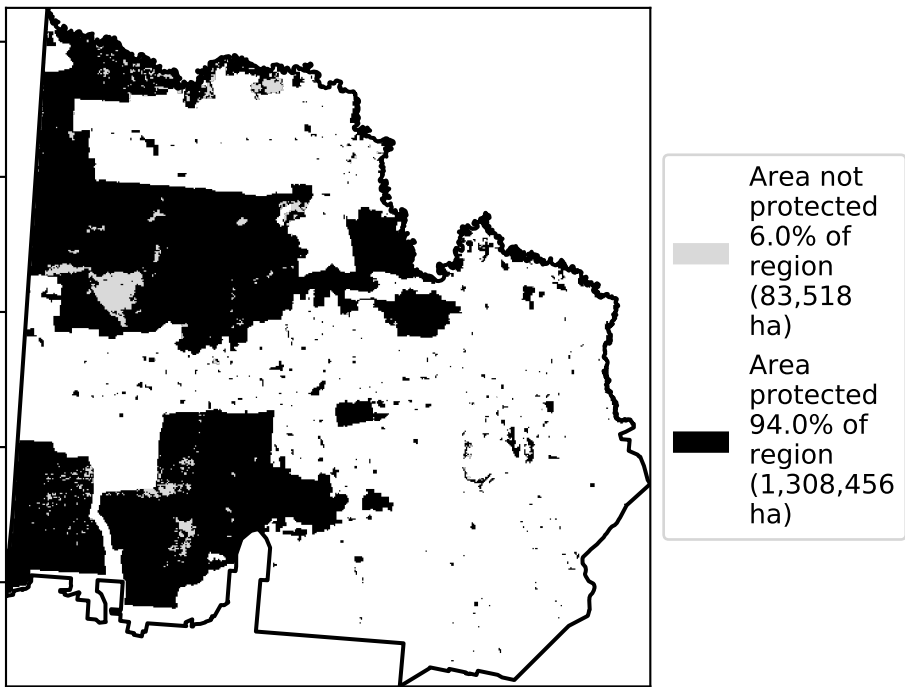 Area not
protected
6.0% of
region
(83,518
ha)
Area
protected
94.0% of
region
(1,308,456
ha)